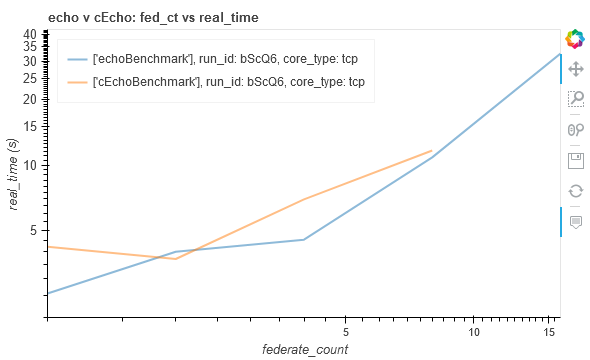 echo v cEcho: fed_ct vs real_time
['echoBenchmark'], run_id: bScQ6, core_type: tcp
['cEchoBenchmark'], run_id: bScQ6, core_type: tcp
real_time (s)
40
35
30
25
20
15
10
5
5
10
15
federate_count